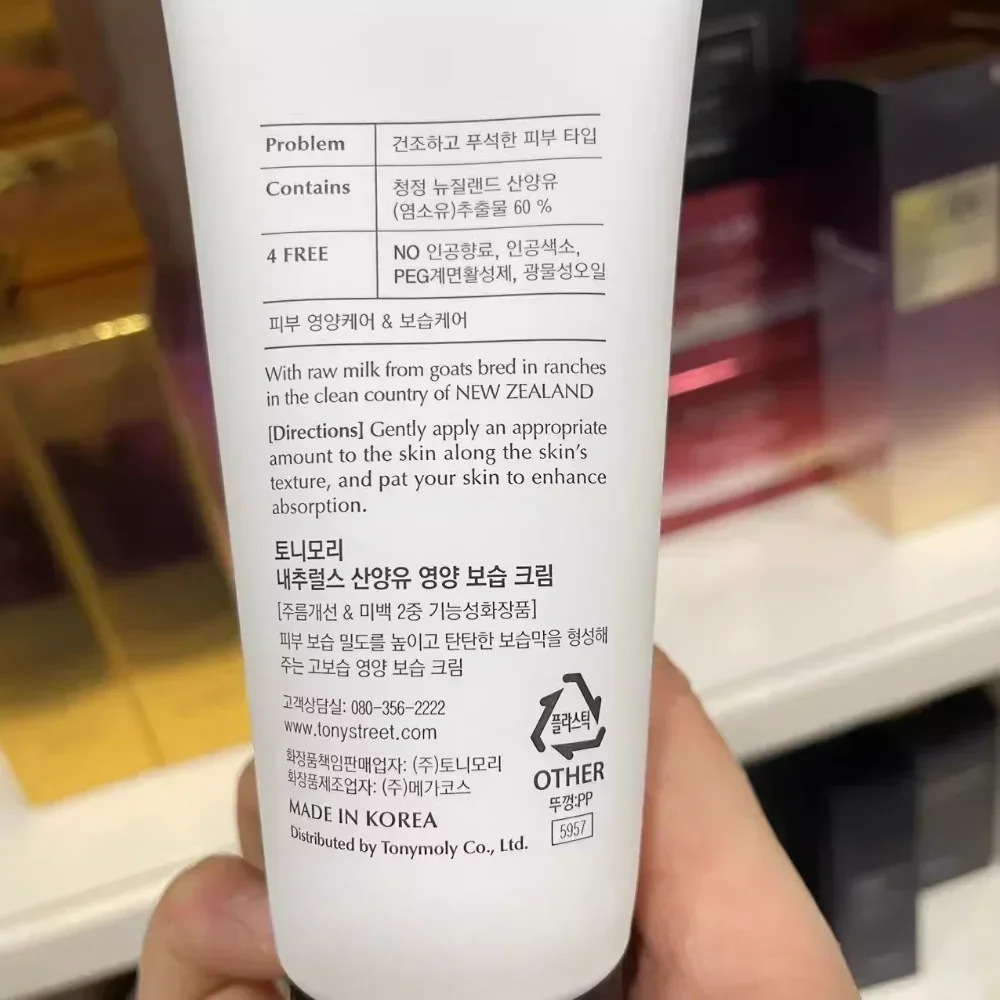 Problem 건조하고 푸석한 피부 타입
Contains 청정 뉴질랜드 산양유
(염소유)추출물 60 %
4 FREE NO 인공향료, 인공색소,
PEG계면활성제, 광물성오일
피부 영양케어 & 보습케어
With raw milk from goats bred in ranches
in the clean country of NEW ZEALAND
[Directions] Gently apply an appropriate
amount to the skin along the skin's
texture, and pat your skin to enhance
absorption.
토니모리
내추럴스 산양유 영양 보습 크림
[주름개선 & 미백 2중 기능성화장품]
피부 보습 밀도를 높이고 탄탄한 보습막을 형성해
주는 고보습 영양 보습 크림
고객상담실: 080-356-2222
www.tonystreet.com
화장품책임판매업자: (주)토니모리
화장품제조업자: (주)메가코스
MADE IN KOREA
Distributed by Tonymoly Co., Ltd.
플라스틱
OTHER
뚜껑:PP
5957